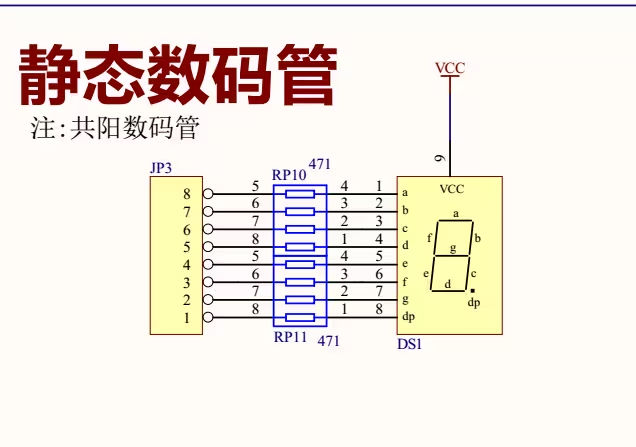 静态数码管
注:共阳数码管
VCC
9
JP3
RP10
471
8 5 4 1 a
7 6 3 2 b
6 7 2 3 c
5 8 1 4 d
4 5 4 5 e
3 6 3 6 f
2 7 2 7 g
1 8 1 8 dp
VCC
a
f b
g
e c
d
dp
RP11 471
DS1